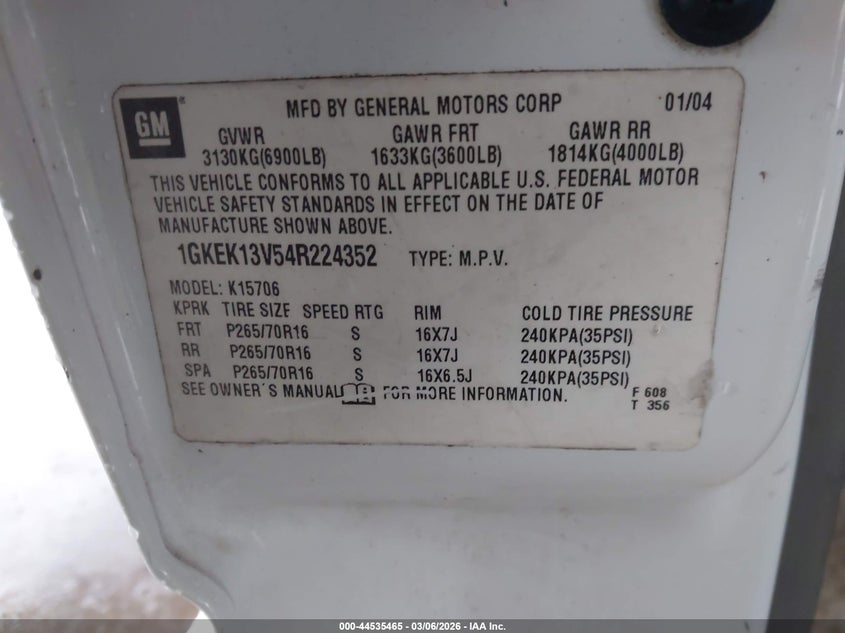 GM
MFD BY GENERAL MOTORS CORP 01/04
GVWR GAWR FRT GAWR RR
3130KG(6900LB) 1633KG(3600LB) 1814KG(4000LB)
THIS VEHICLE CONFORMS TO ALL APPLICABLE U.S. FEDERAL MOTOR
VEHICLE SAFETY STANDARDS IN EFFECT ON THE DATE OF
MANUFACTURE SHOWN ABOVE.
1GKEK13V54R224352 TYPE: M.P.V.
MODEL: K15706
KPRK TIRE SIZE SPEED RTG RIM COLD TIRE PRESSURE
FRT P265/70R16 S 16X7J 240KPA(35PSI)
RR P265/70R16 S 16X7J 240KPA(35PSI)
SPA P265/70R16 S 16X6.5J 240KPA(35PSI)
SEE OWNER'S MANUAL FOR MORE INFORMATION. F 608
T 356
000-44535465 - 03/06/2026 - IAA Inc.